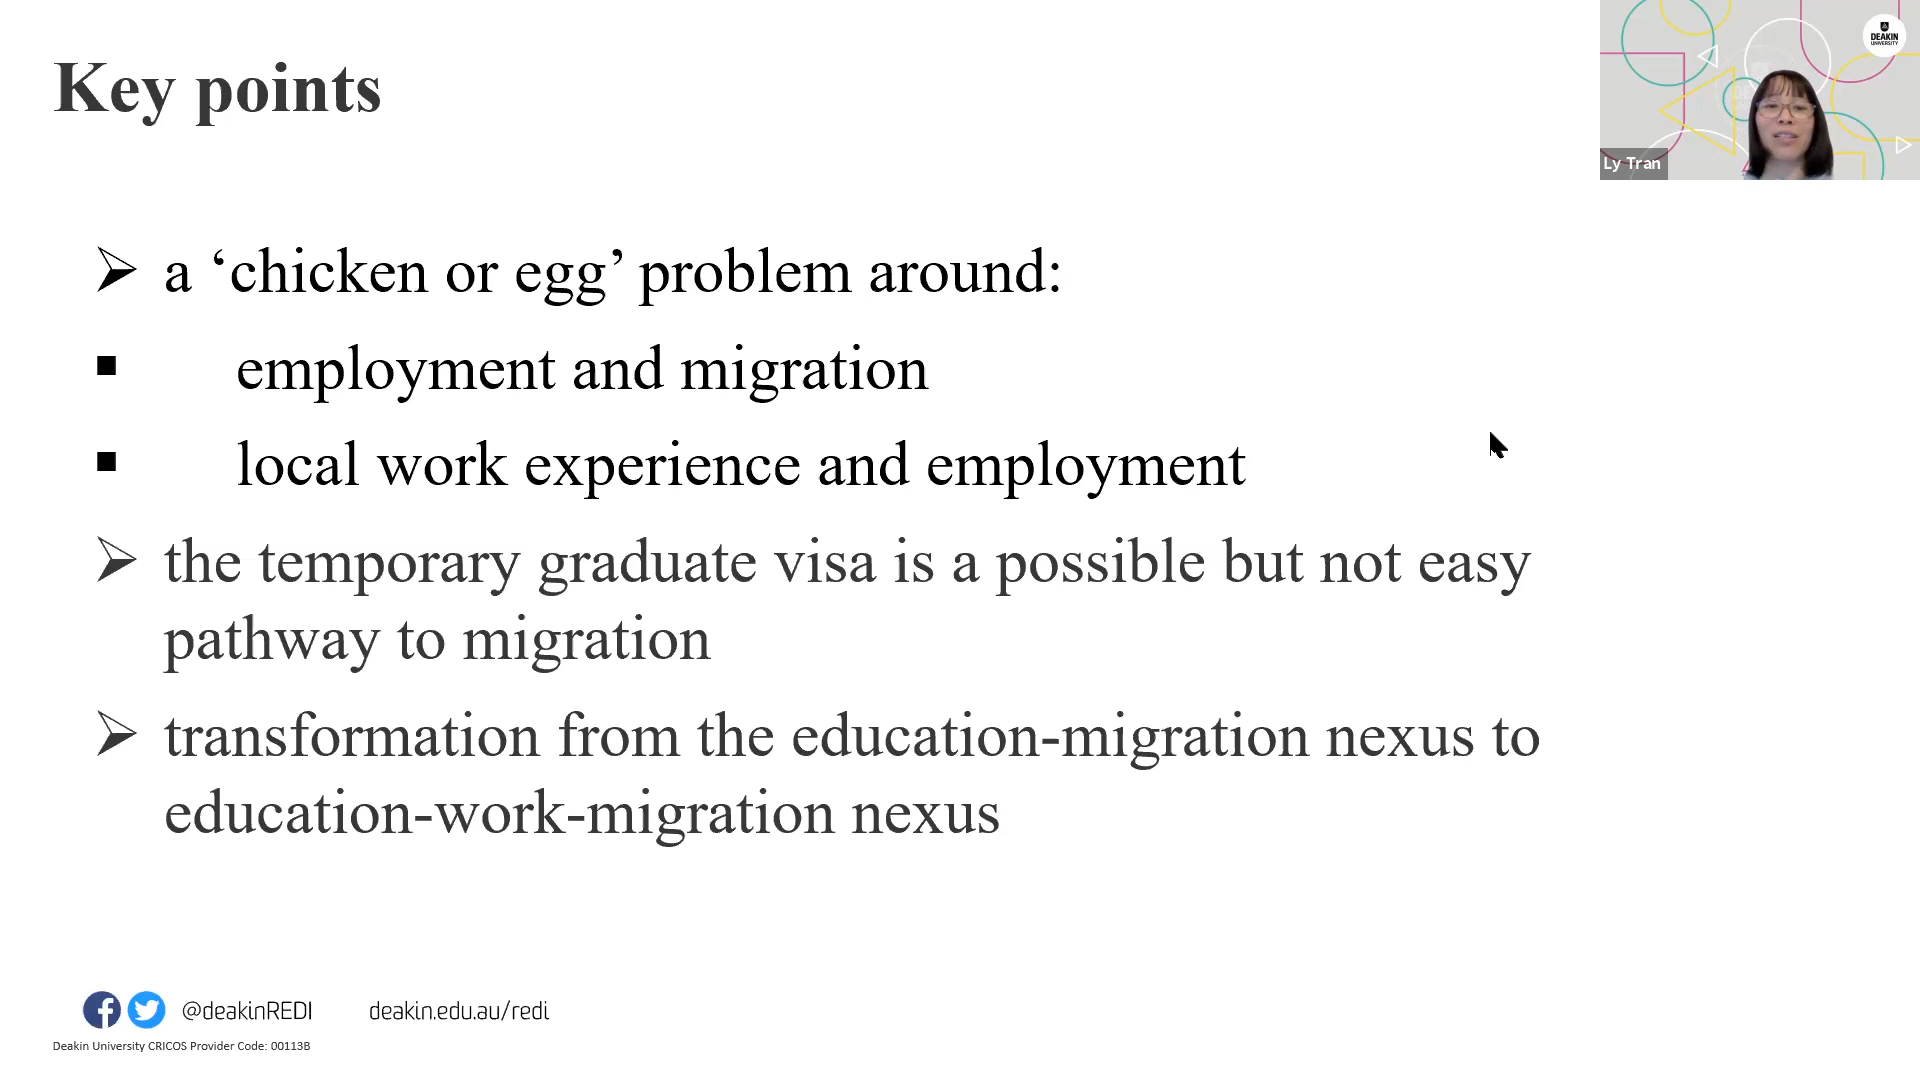 Key points
DEAKIN
UNIVERSITY
Ly Tran
➢ a ‘chicken or egg’ problem around:
▪ employment and migration
▪ local work experience and employment
➢ the temporary graduate visa is a possible but not easy
pathway to migration
➢ transformation from the education-migration nexus to
education-work-migration nexus
@deakinREDI deakin.edu.au/redi
Deakin University CRICOS Provider Code: 00113B